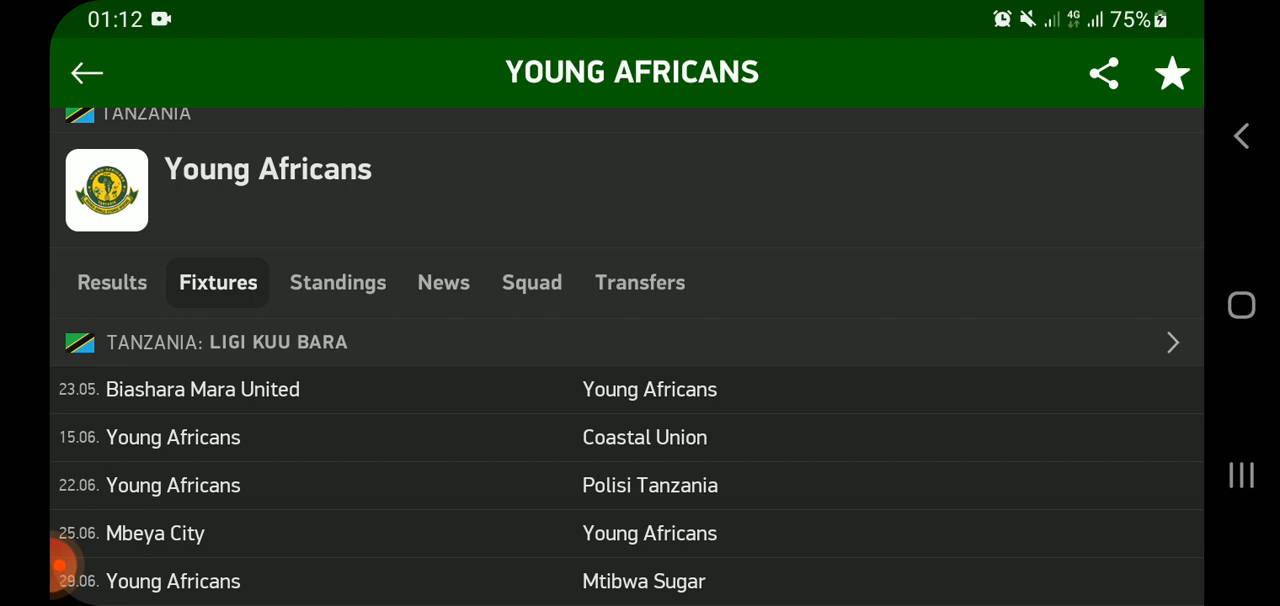 01:12 4G 75%
YOUNG AFRICANS
TANZANIA
Young Africans
Results Fixtures Standings News Squad Transfers
TANZANIA: LIGI KUU BARA
23.05. Biashara Mara United Young Africans
15.06. Young Africans Coastal Union
22.06. Young Africans Polisi Tanzania
25.06. Mbeya City Young Africans
29.06. Young Africans Mtibwa Sugar